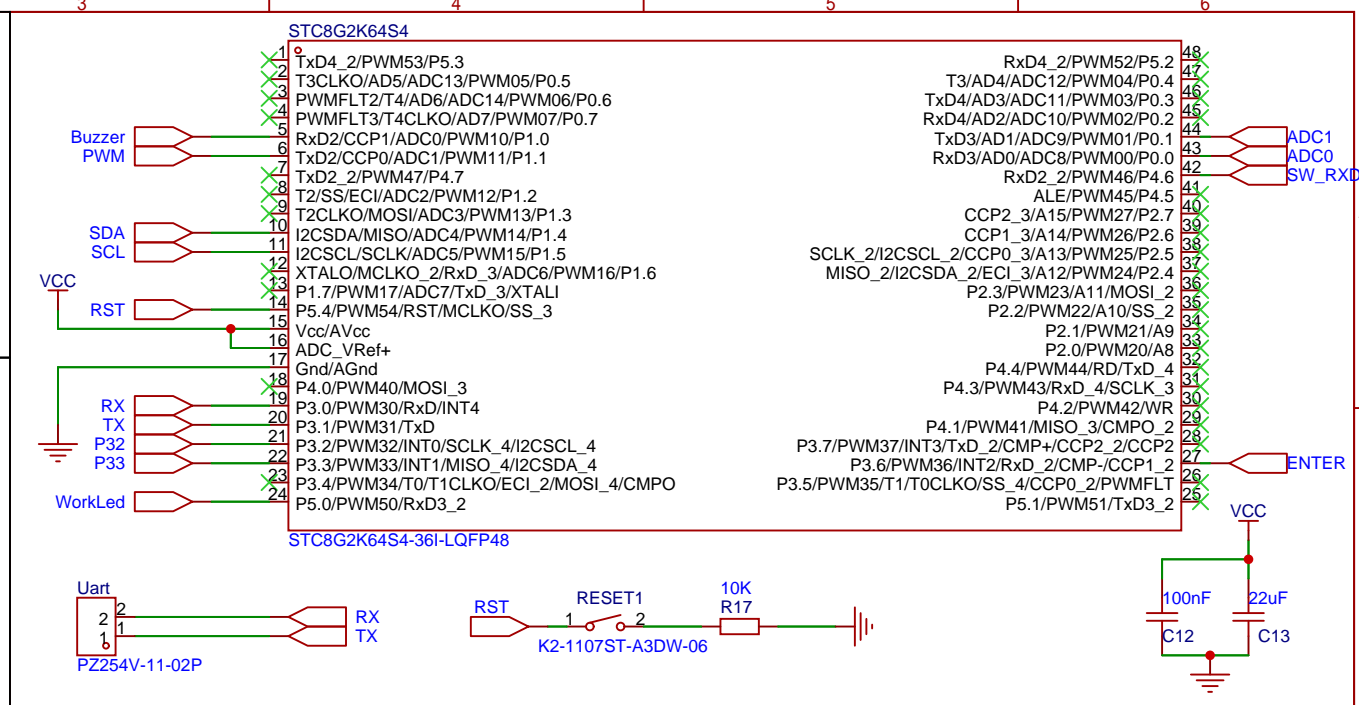 3 4 5 6
STC8G2K64S4
1 TxD4_2/PWM53/P5.3
2 T3CLKO/AD5/ADC13/PWM05/P0.5
3 PWMFLT2/T4/AD6/ADC14/PWM06/P0.6
4 PWMFLT3/T4CLKO/AD7/PWM07/P0.7
Buzzer 5 RxD2/CCP1/ADC0/PWM10/P1.0
PWM 6 TxD2/CCP0/ADC1/PWM11/P1.1
7 TxD2_2/PWM47/P4.7
8 T2/SS/ECI/ADC2/PWM12/P1.2
9 T2CLKO/MOSI/ADC3/PWM13/P1.3
SDA 10 I2CSDA/MISO/ADC4/PWM14/P1.4
SCL 11 I2CSCL/SCLK/ADC5/PWM15/P1.5
12 XTALO/MCLKO_2/RxD_3/ADC6/PWM16/P1.6
VCC 13 P1.7/PWM17/ADC7/TxD_3/XTALI
RST 14 P5.4/PWM54/RST/MCLKO/SS_3
15 Vcc/AVcc
16 ADC_VRef+
17 Gnd/AGnd
18 P4.0/PWM40/MOSI_3
RX 19 P3.0/PWM30/RxD/INT4
TX 20 P3.1/PWM31/TxD
P32 21 P3.2/PWM32/INT0/SCLK_4/I2CSCL_4
P33 22 P3.3/PWM33/INT1/MISO_4/I2CSDA_4
23 P3.4/PWM34/T0/T1CLKO/ECI_2/MOSI_4/CMPO
WorkLed 24 P5.0/PWM50/RxD3_2
RxD4_2/PWM52/P5.2 48
T3/AD4/ADC12/PWM04/P0.4 47
TxD4/AD3/ADC11/PWM03/P0.3 46
RxD4/AD2/ADC10/PWM02/P0.2 45
TxD3/AD1/ADC9/PWM01/P0.1 44 ADC1
RxD3/AD0/ADC8/PWM00/P0.0 43 ADC0
RxD2_2/PWM46/P4.6 42 SW_RXD
ALE/PWM45/P4.5 41
CCP2_3/A15/PWM27/P2.7 40
CCP1_3/A14/PWM26/P2.6 39
SCLK_2/I2CSCL_2/CCP0_3/A13/PWM25/P2.5 38
MISO_2/I2CSDA_2/ECI_3/A12/PWM24/P2.4 37
P2.3/PWM23/A11/MOSI_2 36
P2.2/PWM22/A10/SS_2 35
P2.1/PWM21/A9 34
P2.0/PWM20/A8 33
P4.4/PWM44/RD/TxD_4 32
P4.3/PWM43/RxD_4/SCLK_3 31
P4.2/PWM42/WR 30
P4.1/PWM41/MISO_3/CMPO_2 29
P3.7/PWM37/INT3/TxD_2/CMP+/CCP2_2/CCP2 28
P3.6/PWM36/INT2/RxD_2/CMP-/CCP1_2 27 ENTER
P3.5/PWM35/T1/T0CLKO/SS_4/CCP0_2/PWMFLT 26
P5.1/PWM51/TxD3_2 25
STC8G2K64S4-36I-LQFP48
Uart
2 2 RX
1 1 TX
PZ254V-11-02P
RST 1 RESET1 2
K2-1107ST-A3DW-06
10K
R17
VCC
100nF 22uF
C12 C13